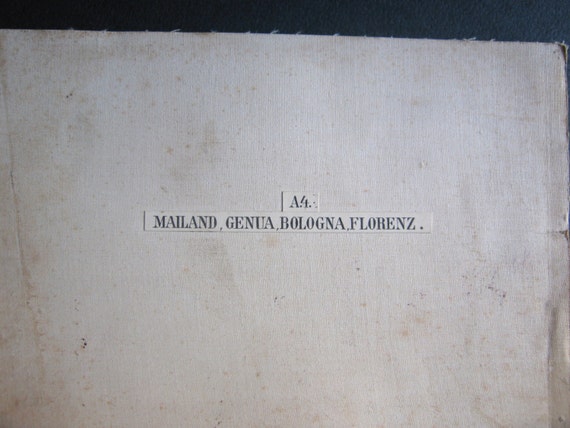 A4.
MAILAND, GENUA, BOLOGNA, FLORENZ.